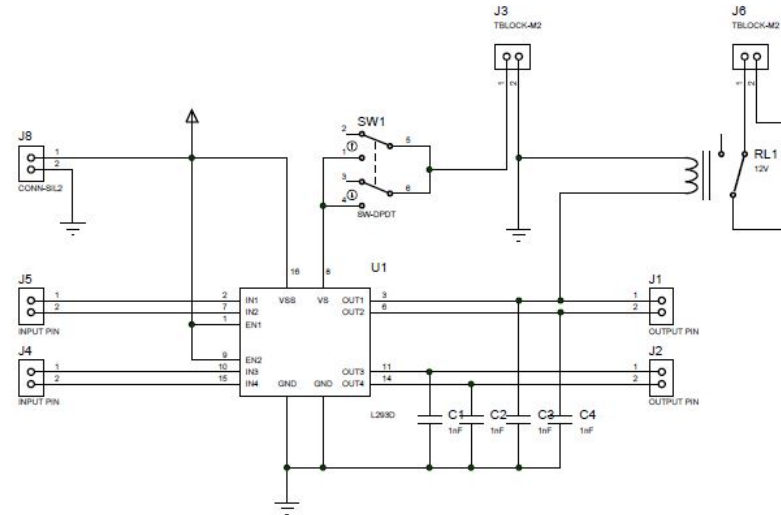 J3
TBLOCK-M2
1
2
J6
TBLOCK-M2
1
2
J8
1
2
CONN-SIL2
SW1
2
1
3
4
5
6
SW-DPDT
RL1
12V
U1
16
8
J5
1
2
INPUT PIN
2
7
1
IN1
IN2
EN1
VSS
VS
OUT1
OUT2
3
6
J1
1
2
OUTPUT PIN
J4
1
2
INPUT PIN
9
10
15
EN2
IN3
IN4
GND
GND
OUT3
OUT4
11
14
L293D
J2
1
2
OUTPUT PIN
C1
1nF
C2
1nF
C3
1nF
C4
1nF